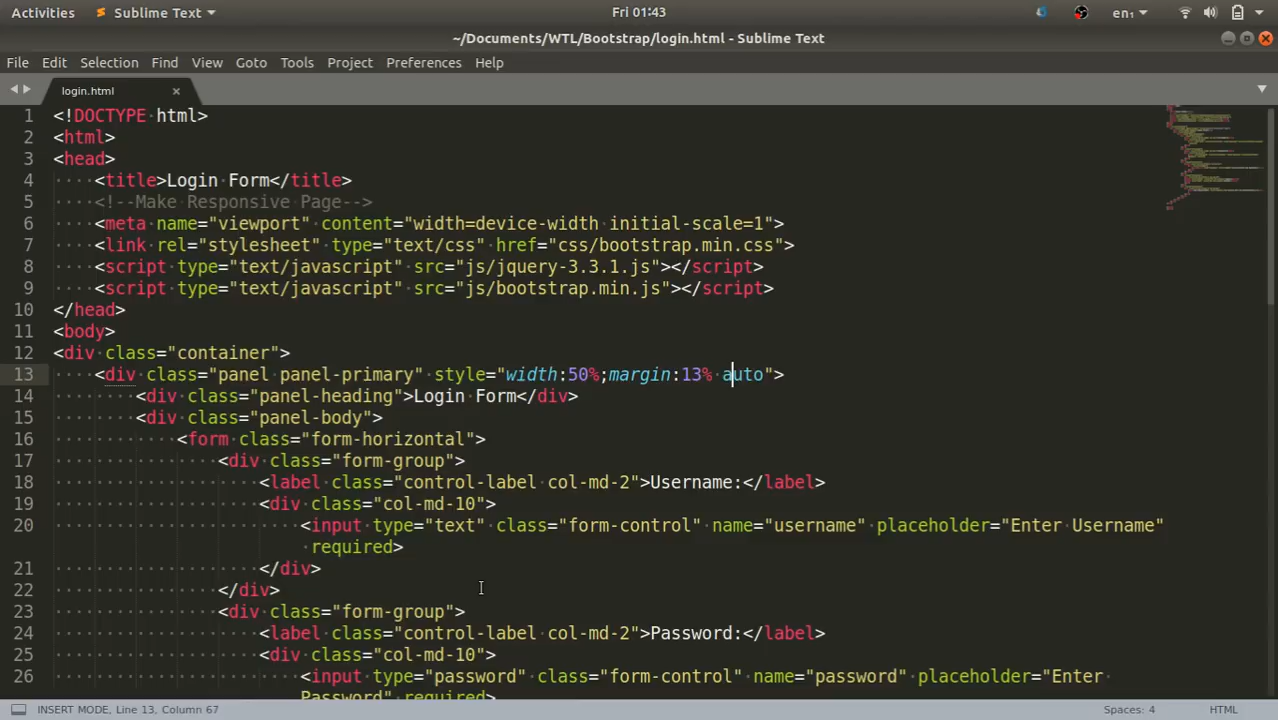 Activities Sublime Text Fri 01:43 en₁
~/Documents/WTL/Bootstrap/login.html - Sublime Text
File Edit Selection Find View Goto Tools Project Preferences Help
login.html
1 <!DOCTYPE html>
2 <html>
3 <head>
4 <title>Login Form</title>
5 <!--Make Responsive Page-->
6 <meta name="viewport" content="width=device-width initial-scale=1">
7 <link rel="stylesheet" type="text/css" href="css/bootstrap.min.css">
8 <script type="text/javascript" src="js/jquery-3.3.1.js"></script>
9 <script type="text/javascript" src="js/bootstrap.min.js"></script>
10 </head>
11 <body>
12 <div class="container">
13 <div class="panel panel-primary" style="width:50%;margin:13% auto">
14 <div class="panel-heading">Login Form</div>
15 <div class="panel-body">
16 <form class="form-horizontal">
17 <div class="form-group">
18 <label class="control-label col-md-2">Username:</label>
19 <div class="col-md-10">
20 <input type="text" class="form-control" name="username" placeholder="Enter Username"
required>
21 </div>
22 </div>
23 <div class="form-group">
24 <label class="control-label col-md-2">Password:</label>
25 <div class="col-md-10">
26 <input type="password" class="form-control" name="password" placeholder="Enter
Password" required>
INSERT MODE, Line 13, Column 67 Spaces: 4 HTML